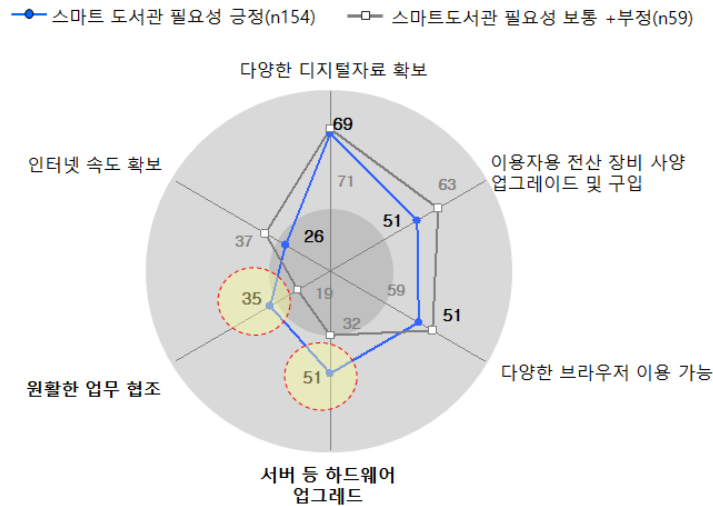 스마트 도서관 필요성 긍정(n154)
스마트도서관 필요성 보통 +부정(n59)
다양한 디지털자료 확보
69
인터넷 속도 확보
이용자용 전산 장비 사양
업그레이드 및 구입
71
63
51
26
37
35
19
59
51
32
51
다양한 브라우저 이용 가능
원활한 업무 협조
서버 등 하드웨어
업그레드